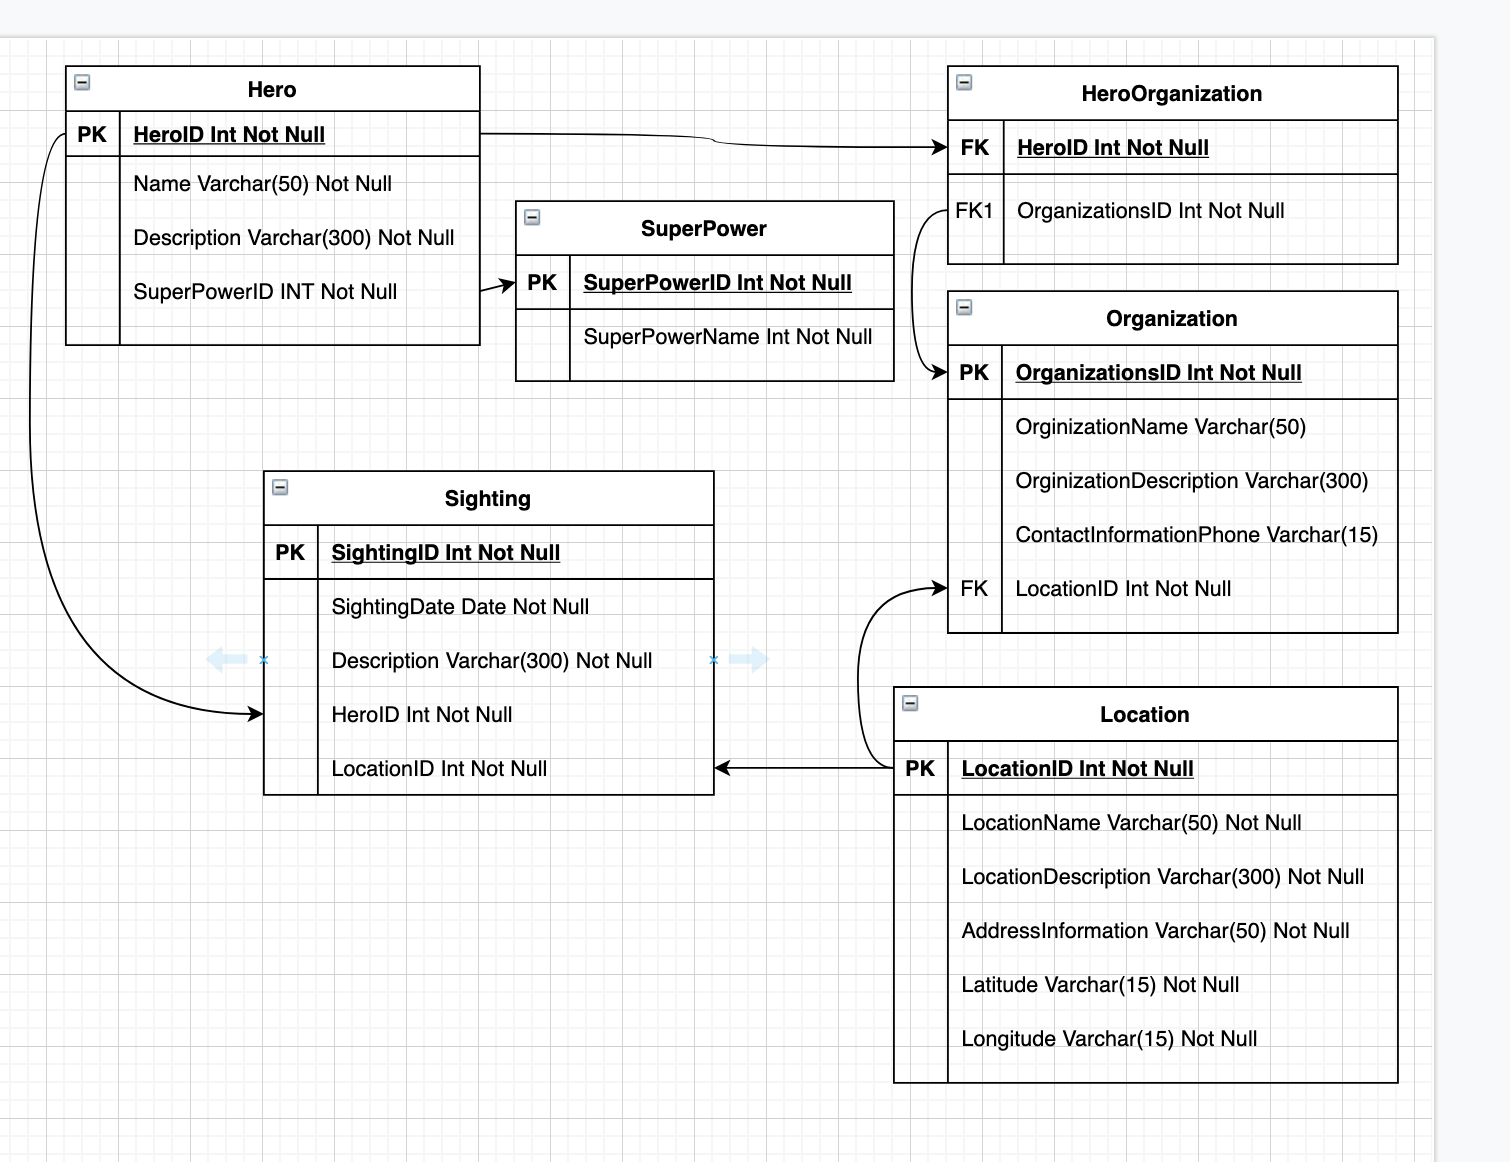 Hero
PK HeroID Int Not Null
Name Varchar(50) Not Null
Description Varchar(300) Not Null
SuperPowerID INT Not Null
SuperPower
PK SuperPowerID Int Not Null
SuperPowerName Int Not Null
HeroOrganization
FK HeroID Int Not Null
FK1 OrganizationsID Int Not Null
Organization
PK OrganizationsID Int Not Null
OrginizationName Varchar(50)
OrginizationDescription Varchar(300)
ContactInformationPhone Varchar(15)
FK LocationID Int Not Null
Sighting
PK SightingID Int Not Null
SightingDate Date Not Null
Description Varchar(300) Not Null
HeroID Int Not Null
LocationID Int Not Null
Location
PK LocationID Int Not Null
LocationName Varchar(50) Not Null
LocationDescription Varchar(300) Not Null
AddressInformation Varchar(50) Not Null
Latitude Varchar(15) Not Null
Longitude Varchar(15) Not Null